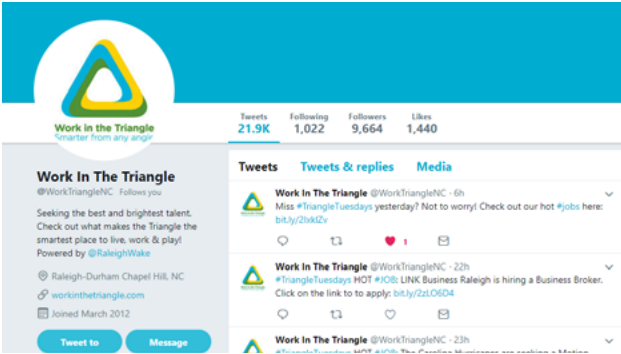 Work in the Triangle
Smarter from any angle
Tweets Following Followers Likes
21.9K 1,022 9,664 1,440
Work In The Triangle
@WorkTriangleNC Follows you
Seeking the best and brightest talent.
Check out what makes the Triangle the
smartest place to live, work & play!
Powered by @RaleighWake
Raleigh-Durham Chapel Hill, NC
workinthetriangle.com
Joined March 2012
Tweet to Message
Tweets Tweets & replies Media
Work In The Triangle @WorkTriangleNC · 6h
Miss #TriangleTuesdays yesterday? Not to worry! Check out our hot #jobs here:
bit.ly/2IxkIZv
1
Work In The Triangle @WorkTriangleNC · 22h
#TriangleTuesdays HOT #JOB: LINK Business Raleigh is hiring a Business Broker.
Click on the link to to apply: bit.ly/2zLO6D4
Work In The Triangle @WorkTriangleNC · 23h
#TriangleTuesdays HOT #JOB: The Carolina Hurricanes are seeking a Motion